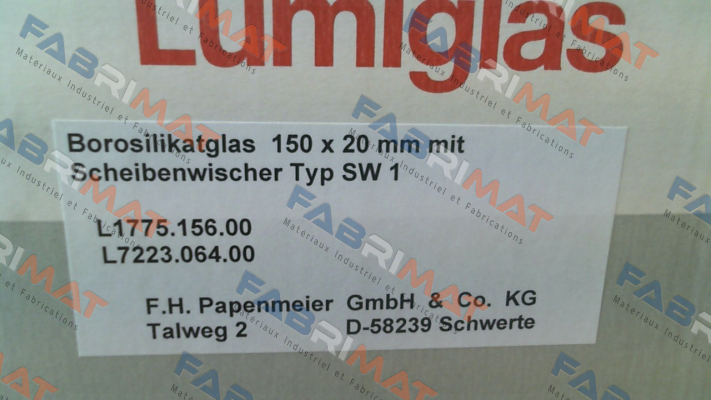 Lumiglas
Borosilikatglas 150 x 20 mm mit
Scheibenwischer Typ SW 1
L1775.156.00
L7223.064.00
F.H. Papenmeier GmbH & Co. KG
Talweg 2 D-58239 Schwerte
FABRIMAT
Materiaux Industriel et Fabrications